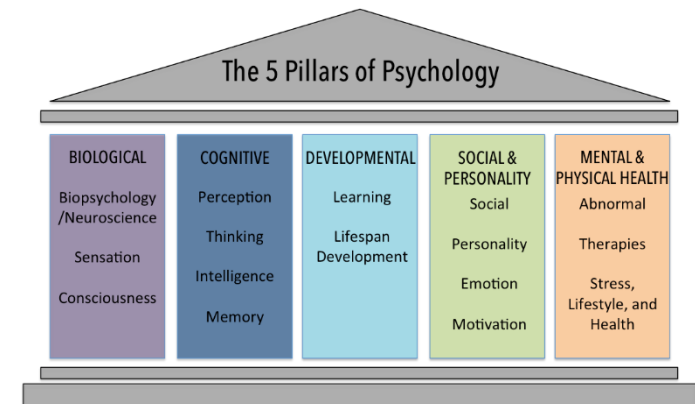 The 5 Pillars of Psychology
BIOLOGICAL
Biopsychology
/Neuroscience
Sensation
Consciousness
COGNITIVE
Perception
Thinking
Intelligence
Memory
DEVELOPMENTAL
Learning
Lifespan
Development
SOCIAL &
PERSONALITY
Social
Personality
Emotion
Motivation
MENTAL &
PHYSICAL HEALTH
Abnormal
Therapies
Stress,
Lifestyle, and
Health